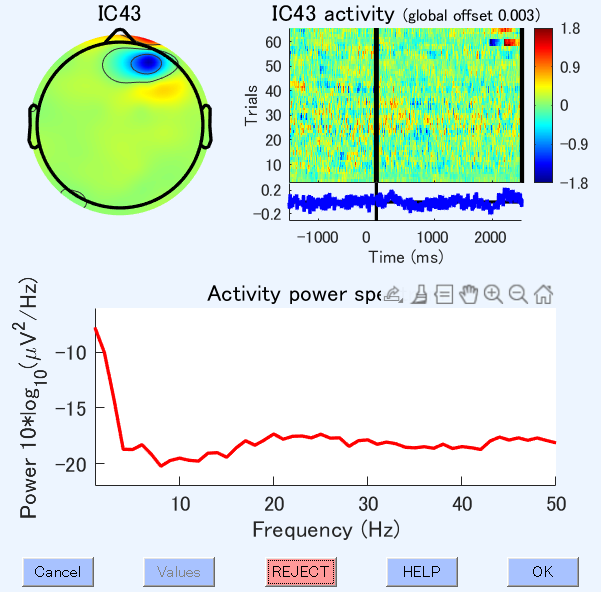 IC43
IC43 activity (global offset 0.003)
Trials
60
50
40
30
20
10
1.8
0.9
0
-0.9
-1.8
0.2
-0.2
-1000 0 1000 2000
Time (ms)
Activity power spe
Power 10*log10(μV2/Hz)
-10
-15
-20
10 20 30 40 50
Frequency (Hz)
Cancel Values REJECT HELP OK